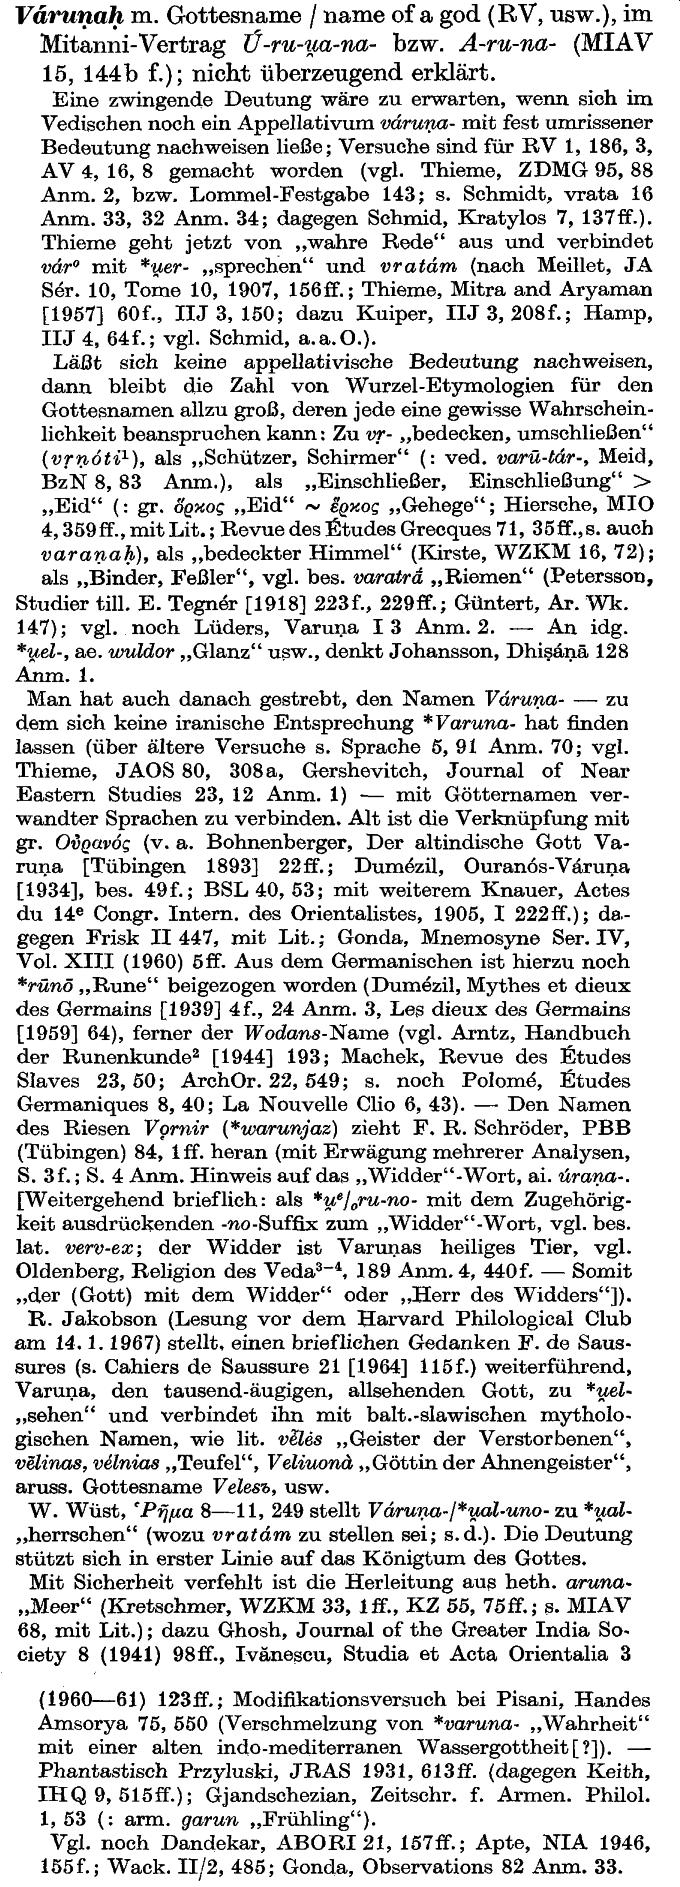 Váruṇaḥ m. Gottesname / name of a god (RV, usw.), im
Mitanni-Vertrag Ú-ru-u̯a-na- bzw. A-ru-na- (MIAV
15, 144b f.); nicht überzeugend erklärt.
Eine zwingende Deutung wäre zu erwarten, wenn sich im
Vedischen noch ein Appellativum váruṇa- mit fest umrissener
Bedeutung nachweisen ließe; Versuche sind für RV 1, 186, 3,
AV 4, 16, 8 gemacht worden (vgl. Thieme, ZDMG 95, 88
Anm. 2, bzw. Lommel-Festgabe 143; s. Schmidt, vrata 16
Anm. 33, 32 Anm. 34; dagegen Schmid, Kratylos 7, 137ff.).
Thieme geht jetzt von „wahre Rede“ aus und verbindet
vár⁰ mit *u̯er- „sprechen“ und vratám (nach Meillet, JA
Sér. 10, Tome 10, 1907, 156ff.; Thieme, Mitra and Aryaman
[1957] 60f., IIJ 3, 150; dazu Kuiper, IIJ 3, 208f.; Hamp,
IIJ 4, 64f.; vgl. Schmid, a.a.O.).
Läßt sich keine appellativische Bedeutung nachweisen,
dann bleibt die Zahl von Wurzel-Etymologien für den
Gottesnamen allzu groß, deren jede eine gewisse Wahrschein-
lichkeit beanspruchen kann: Zu vṛ- „bedecken, umschließen“
(vṛṇóti¹), als „Schützer, Schirmer“ (: ved. varū-tár-, Meid,
BzN 8, 83 Anm.), als „Einschließer, Einschließung“ >
„Eid“ (: gr. ὅρκος „Eid“ ~ ἕρκος „Gehege“; Hiersche, MIO
4, 359ff., mit Lit.; Revue des Études Grecques 71, 35ff., s. auch
varaṇaḥ), als „bedeckter Himmel“ (Kirste, WZKM 16, 72);
als „Binder, Feßler“, vgl. bes. varatrā́ „Riemen“ (Petersson,
Studier till. E. Tegnér [1918] 223f., 229ff.; Güntert, Ar. Wk.
147); vgl. noch Lüders, Varuṇa I 3 Anm. 2. — An idg.
*u̯el-, ae. wuldor „Glanz“ usw., denkt Johansson, Dhiṣáṇā 128
Anm. 1.
Man hat auch danach gestrebt, den Namen Váruṇa- — zu
dem sich keine iranische Entsprechung *Varuna- hat finden
lassen (über ältere Versuche s. Sprache 5, 91 Anm. 70; vgl.
Thieme, JAOS 80, 308a, Gershevitch, Journal of Near
Eastern Studies 23, 12 Anm. 1) — mit Götternamen ver-
wandter Sprachen zu verbinden. Alt ist die Verknüpfung mit
gr. Οὐρανός (v. a. Bohnenberger, Der altindische Gott Va-
ruṇa [Tübingen 1893] 22ff.; Dumézil, Ouranós-Váruṇa
[1934], bes. 49f.; BSL 40, 53; mit weiterem Knauer, Actes
du 14ᵉ Congr. Intern. des Orientalistes, 1905, I 222ff.); da-
gegen Frisk II 447, mit Lit.; Gonda, Mnemosyne Ser. IV,
Vol. XIII (1960) 5ff. Aus dem Germanischen ist hierzu noch
*rūnō „Rune“ beigezogen worden (Dumézil, Mythes et dieux
des Germains [1939] 4f., 24 Anm. 3, Les dieux des Germains
[1959] 64), ferner der Wodans-Name (vgl. Arntz, Handbuch
der Runenkunde² [1944] 193; Machek, Revue des Études
Slaves 23, 50; ArchOr. 22, 549; s. noch Polomé, Études
Germaniques 8, 40; La Nouvelle Clio 6, 43). — Den Namen
des Riesen Vǫrnir (*warunjaz) zieht F. R. Schröder, PBB
(Tübingen) 84, 1ff. heran (mit Erwägung mehrerer Analysen,
S. 3f.; S. 4 Anm. Hinweis auf das „Widder“-Wort, ai. úraṇa-.
[Weitergehend brieflich: als *u̯ᵉ/ₒru-no- mit dem Zugehörig-
keit ausdrückenden -no-Suffix zum „Widder“-Wort, vgl. bes.
lat. verv-ex; der Widder ist Varuṇas heiliges Tier, vgl.
Oldenberg, Religion des Veda³⁻⁴, 189 Anm. 4, 440f. — Somit
„der (Gott) mit dem Widder“ oder „Herr des Widders“]).
R. Jakobson (Lesung vor dem Harvard Philological Club
am 14. 1. 1967) stellt, einen brieflichen Gedanken F. de Saus-
sures (s. Cahiers de Saussure 21 [1964] 115f.) weiterführend,
Varuṇa, den tausend-äugigen, allsehenden Gott, zu *u̯el-
„sehen“ und verbindet ihn mit balt.-slawischen mytholo-
gischen Namen, wie lit. vė̃lės „Geister der Verstorbenen“,
vẽlinas, vélnias „Teufel“, Veliuonà „Göttin der Ahnengeister“,
aruss. Gottesname Velesъ, usw.
W. Wüst, Ῥῆμα 8—11, 249 stellt Váruṇa-/*u̯al-uno- zu *u̯al-
„herrschen“ (wozu vratám zu stellen sei; s. d.). Die Deutung
stützt sich in erster Linie auf das Königtum des Gottes.
Mit Sicherheit verfehlt ist die Herleitung aus heth. aruna-
„Meer“ (Kretschmer, WZKM 33, 1ff., KZ 55, 75ff.; s. MIAV
68, mit Lit.); dazu Ghosh, Journal of the Greater India So-
ciety 8 (1941) 98ff., Ivănescu, Studia et Acta Orientalia 3
(1960—61) 123ff.; Modifikationsversuch bei Pisani, Handes
Amsorya 75, 550 (Verschmelzung von *varuna- „Wahrheit“
mit einer alten indo-mediterranen Wassergottheit[?]). —
Phantastisch Przyluski, JRAS 1931, 613ff. (dagegen Keith,
IHQ 9, 515ff.); Gjandschezian, Zeitschr. f. Armen. Philol.
1, 53 (: arm. garun „Frühling“).
Vgl. noch Dandekar, ABORI 21, 157ff.; Apte, NIA 1946,
155f.; Wack. II/2, 485; Gonda, Observations 82 Anm. 33.